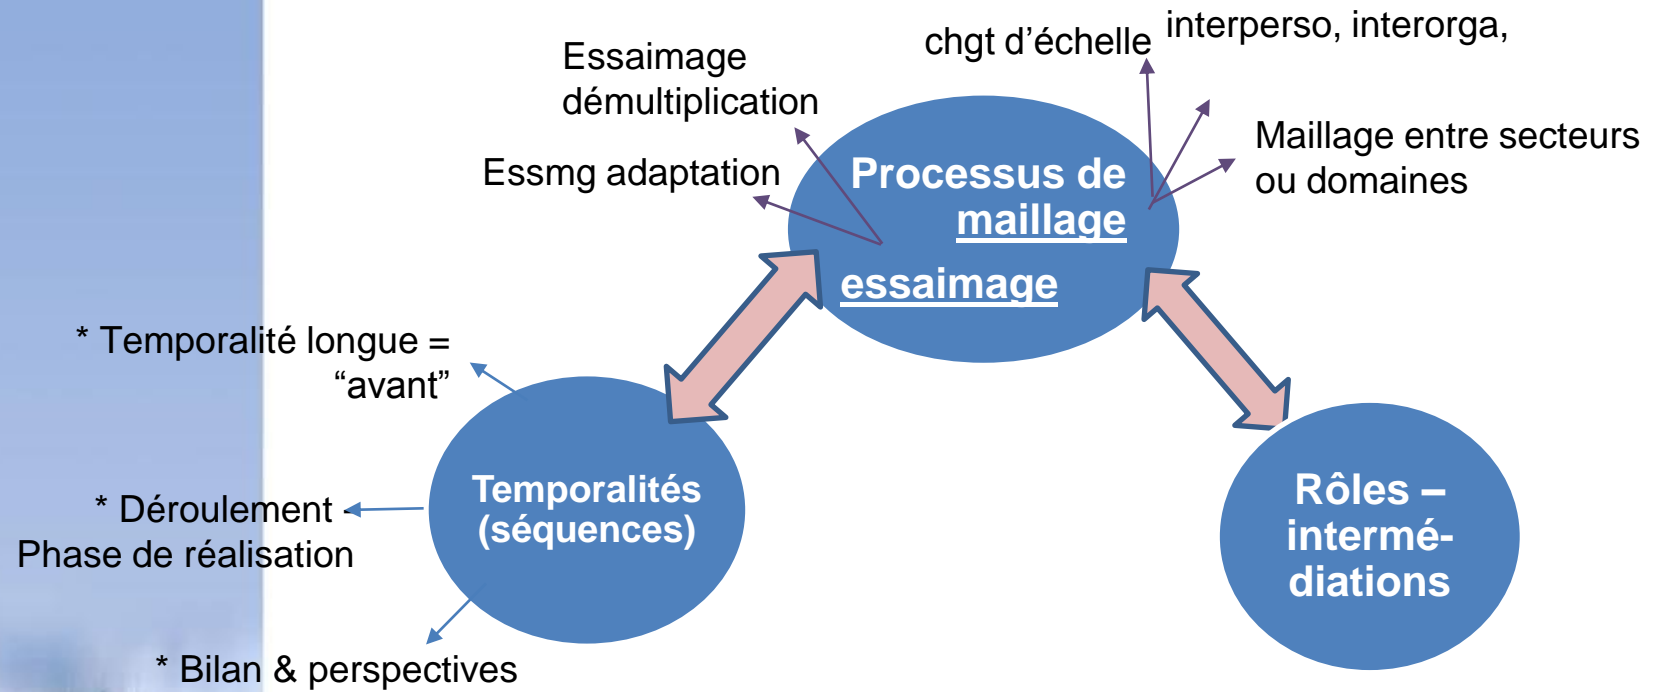 interperso, interorga,
chgt d’échelle
Essaimage
démultiplication
Essmg adaptation
Maillage entre secteurs
ou domaines
Processus de
maillage
essaimage
* Temporalité longue =
“avant”
* Déroulement -
Phase de réalisation
* Bilan & perspectives
Temporalités
(séquences)
Rôles –
intermé-
diations